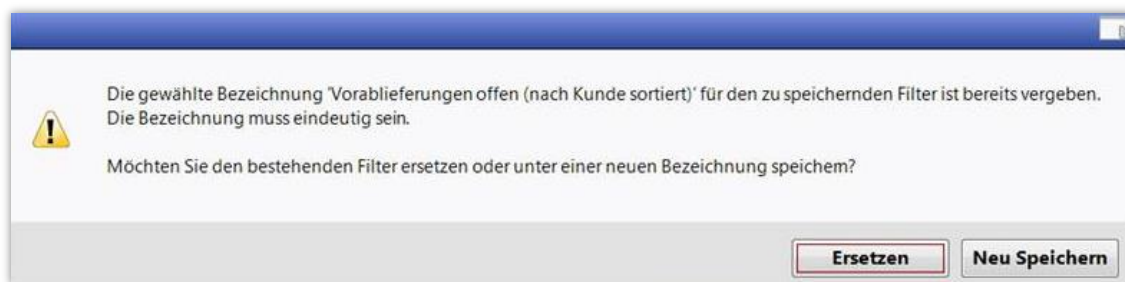 Die gewählte Bezeichnung 'Vorablieferungen offen (nach Kunde sortiert)' für den zu speichernden Filter ist bereits vergeben.
Die Bezeichnung muss eindeutig sein.
Möchten Sie den bestehenden Filter ersetzen oder unter einer neuen Bezeichnung speichern?
Ersetzen
Neu Speichern